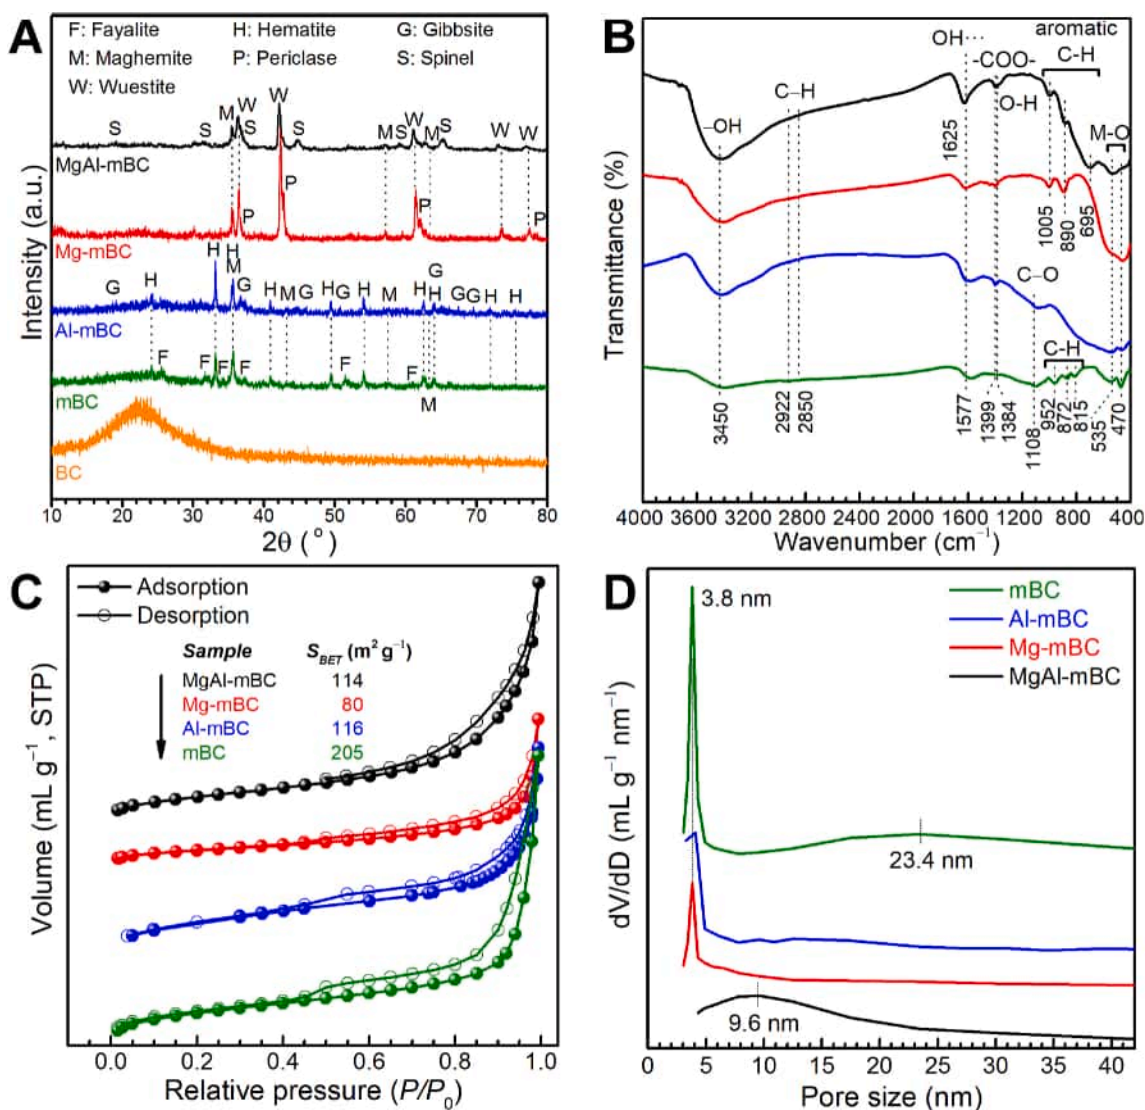 A
F: Fayalite H: Hematite G: Gibbsite
M: Maghemite P: Periclase S: Spinel
W: Wuestite
W
S S M W S S M S W M S W W
MgAl-mBC
P P P P
Mg-mBC
G H H H M G H M G H G H M H G H G G H H
Al-mBC
F F F F F F M
mBC
BC
Intensity (a.u.)
10 20 30 40 50 60 70 80
2θ (°)
B
aromatic
OH··· -COO- C-H
C–H O-H
–OH 1625 M-O
1005 890 695
C–O
C-H
3450 2922 2850 1577 1399 1384 1108 952 872 815 535 470
Transmittance (%)
4000 3600 3200 2800 2400 2000 1600 1200 800 400
Wavenumber (cm⁻¹)
C
Adsorption
Desorption
Sample S_BET (m² g⁻¹)
MgAl-mBC 114
Mg-mBC 80
Al-mBC 116
mBC 205
Volume (mL g⁻¹, STP)
0.0 0.2 0.4 0.6 0.8 1.0
Relative pressure (P/P₀)
D
3.8 nm
mBC
Al-mBC
Mg-mBC
MgAl-mBC
23.4 nm
9.6 nm
dV/dD (mL g⁻¹ nm⁻¹)
0 5 10 15 20 25 30 35 40
Pore size (nm)